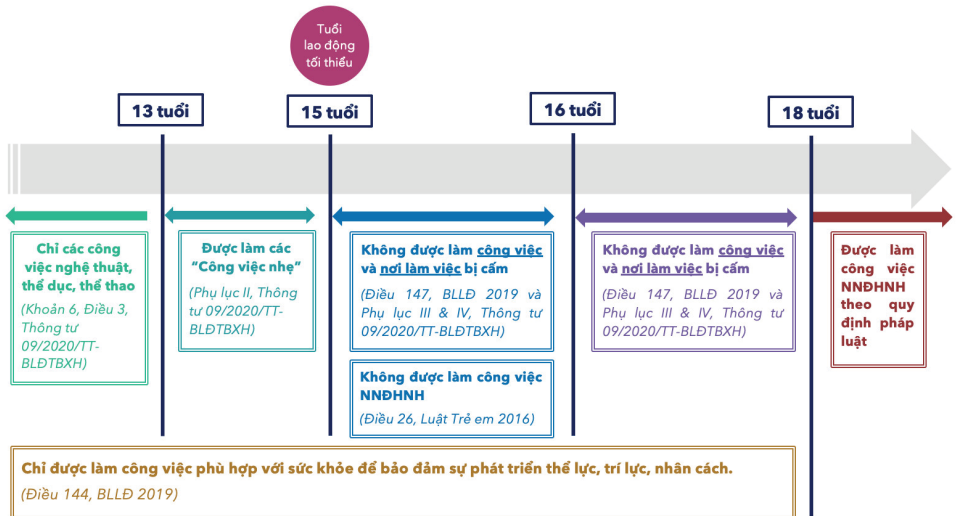 Tuổi
lao động
tối thiểu
13 tuổi
15 tuổi
16 tuổi
18 tuổi
Chỉ các công
việc nghệ thuật,
thể dục, thể thao
(Khoản 6, Điều 3,
Thông tư
09/2020/TT-
BLĐTBXH)
Được làm các
“Công việc nhẹ”
(Phụ lục II, Thông
tư 09/2020/TT-
BLĐTBXH)
Không được làm công việc
và nơi làm việc bị cấm
(Điều 147, BLLĐ 2019 và
Phụ lục III & IV, Thông tư
09/2020/TT-BLĐTBXH)
Không được làm công việc
NNĐHNH
(Điều 26, Luật Trẻ em 2016)
Không được làm công việc
và nơi làm việc bị cấm
(Điều 147, BLLĐ 2019 và
Phụ lục III & IV, Thông tư
09/2020/TT-BLĐTBXH)
Được làm
công việc
NNĐHNH
theo quy
định pháp
luật
Chỉ được làm công việc phù hợp với sức khỏe để bảo đảm sự phát triển thể lực, trí lực, nhân cách.
(Điều 144, BLLĐ 2019)